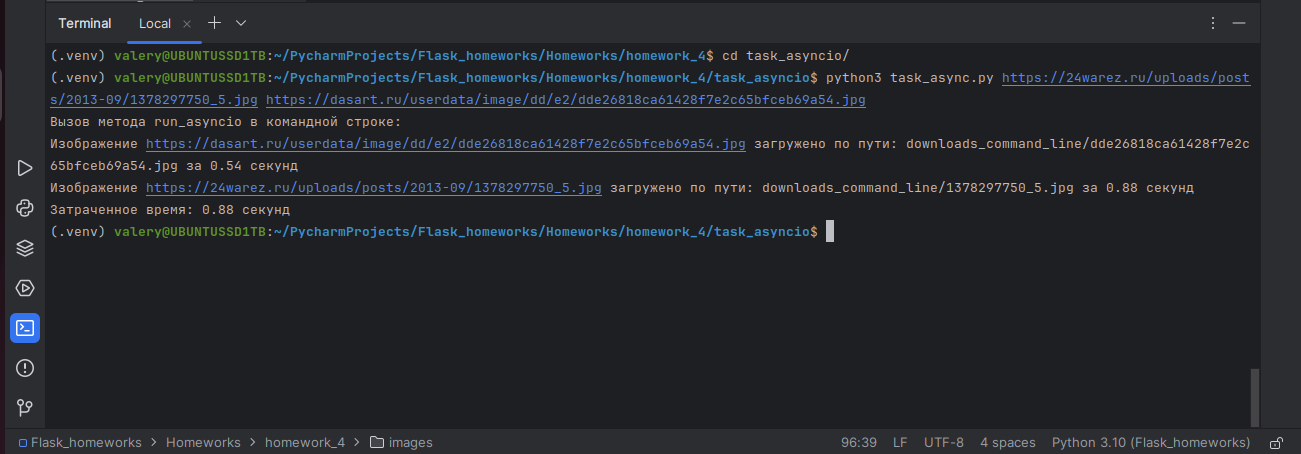 Terminal Local
(.venv) valery@UBUNTUSSD1TB:~/PycharmProjects/Flask_homeworks/Homeworks/homework_4$ cd task_asyncio/
(.venv) valery@UBUNTUSSD1TB:~/PycharmProjects/Flask_homeworks/Homeworks/homework_4/task_asyncio$ python3 task_async.py https://24warez.ru/uploads/post
s/2013-09/1378297750_5.jpg https://dasart.ru/userdata/image/dd/e2/dde26818ca61428f7e2c65bfceb69a54.jpg
Вызов метода run_asyncio в командной строке:
Изображение https://dasart.ru/userdata/image/dd/e2/dde26818ca61428f7e2c65bfceb69a54.jpg загружено по пути: downloads_command_line/dde26818ca61428f7e2c
65bfceb69a54.jpg за 0.54 секунд
Изображение https://24warez.ru/uploads/posts/2013-09/1378297750_5.jpg загружено по пути: downloads_command_line/1378297750_5.jpg за 0.88 секунд
Затраченное время: 0.88 секунд
(.venv) valery@UBUNTUSSD1TB:~/PycharmProjects/Flask_homeworks/Homeworks/homework_4/task_asyncio$
Flask_homeworks > Homeworks > homework_4 > images 96:39 LF UTF-8 4 spaces Python 3.10 (Flask_homeworks)